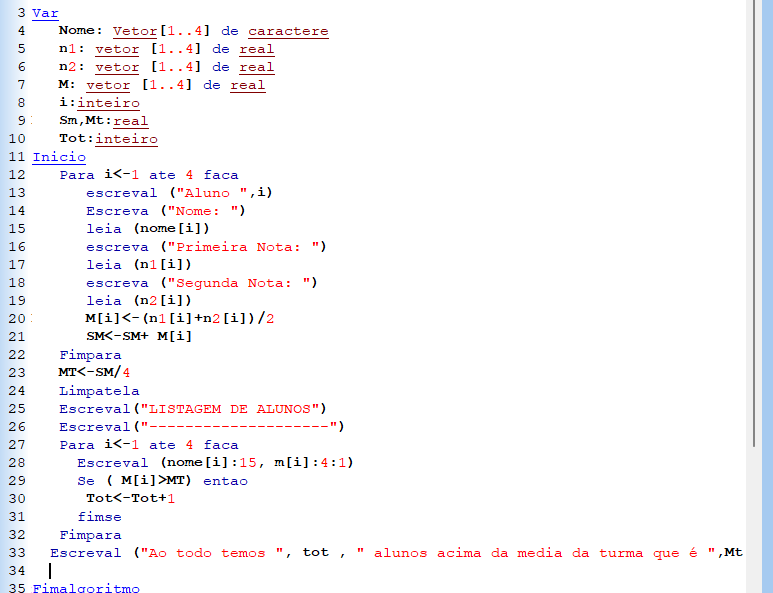 3 Var
4 Nome: Vetor[1..4] de caractere
5 n1: vetor [1..4] de real
6 n2: vetor [1..4] de real
7 M: vetor [1..4] de real
8 i:inteiro
9 Sm,Mt:real
10 Tot:inteiro
11 Inicio
12 Para i<-1 ate 4 faca
13 escreval ("Aluno ",i)
14 Escreva ("Nome: ")
15 leia (nome[i])
16 escreva ("Primeira Nota: ")
17 leia (n1[i])
18 escreva ("Segunda Nota: ")
19 leia (n2[i])
20 M[i]<-(n1[i]+n2[i])/2
21 SM<-SM+ M[i]
22 Fimpara
23 MT<-SM/4
24 Limpatela
25 Escreval("LISTAGEM DE ALUNOS")
26 Escreval("--------------------")
27 Para i<-1 ate 4 faca
28 Escreval (nome[i]:15, m[i]:4:1)
29 Se ( M[i]>MT) entao
30 Tot<-Tot+1
31 fimse
32 Fimpara
33 Escreval ("Ao todo temos ", tot , " alunos acima da media da turma que é ",Mt
34
35 Fimalgoritmo